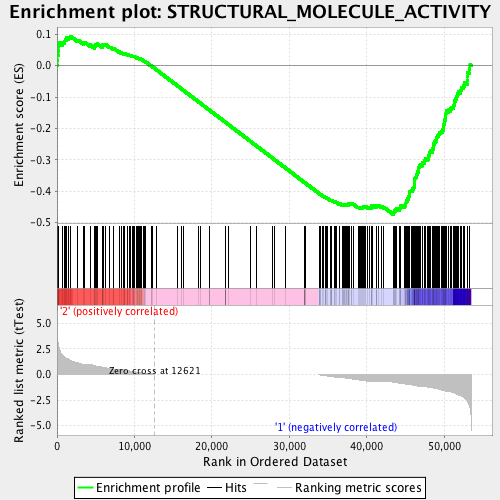 Enrichment plot: STRUCTURAL_MOLECULE_ACTIVITY
Enrichment score (ES)
0.1
0.0
-0.1
-0.2
-0.3
-0.4
-0.5
Ranked list metric (tTest)
'2' (positively correlated)
5.0
2.5
0.0
-2.5
-5.0
Zero cross at 12621
'1' (negatively correlated)
0
10,000
20,000
30,000
40,000
50,000
Rank in Ordered Dataset
Enrichment profile
Hits
Ranking metric scores